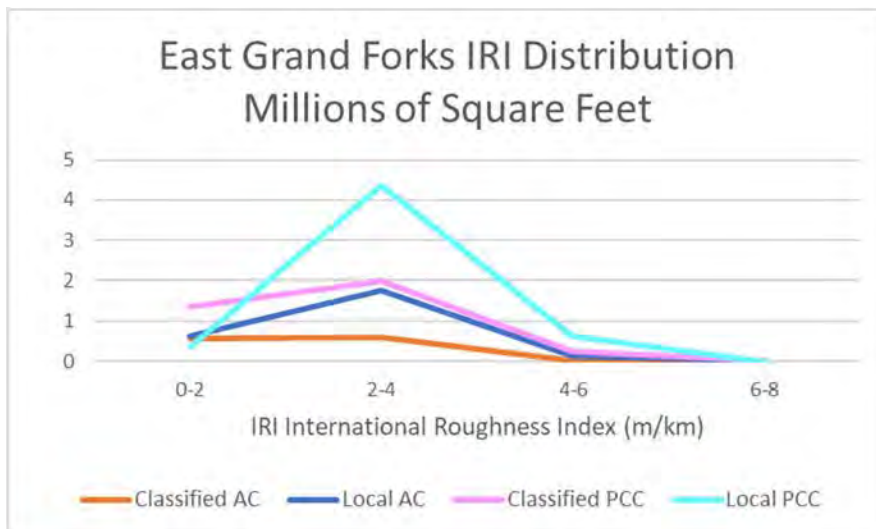 East Grand Forks IRI Distribution
Millions of Square Feet
5
4
3
2
1
0
0-2 2-4 4-6 6-8
IRI International Roughness Index (m/km)
Classified AC Local AC Classified PCC Local PCC